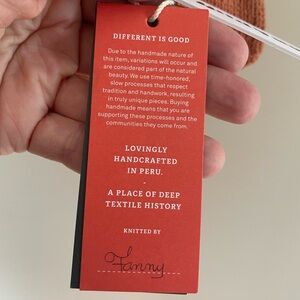 DIFFERENT IS GOOD
Due to the handmade nature of
this item, variations will occur and
are considered part of the natural
beauty. We use time-honored,
slow processes that respect
tradition and handwork, resulting
in truly unique pieces. Buying
handmade means that you are
supporting these processes and the
communities they come from.
LOVINGLY
HANDCRAFTED
IN PERU.
-
A PLACE OF DEEP
TEXTILE HISTORY
KNITTED BY
Fanny